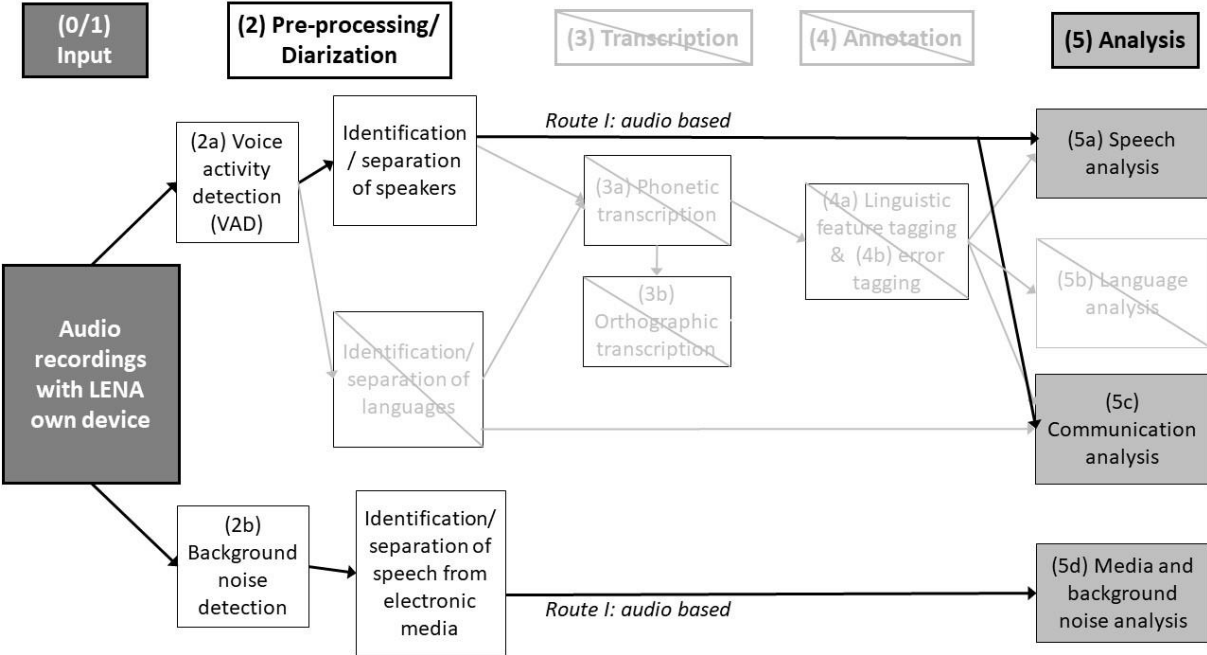 (0/1)
Input
(2) Pre-processing/
Diarization
(3) Transcription
(4) Annotation
(5) Analysis
(2a) Voice
activity
detection
(VAD)
Identification
/ separation
of speakers
Route I: audio based
(3a) Phonetic
transcription
(4a) Linguistic
feature tagging
& (4b) error
tagging
(5a) Speech
analysis
(3b)
Orthographic
transcription
(5b) Language
analysis
Audio
recordings
with LENA
own device
Identification/
separation of
languages
(5c)
Communication
analysis
(2b)
Background
noise
detection
Identification/
separation of
speech from
electronic
media
Route I: audio based
(5d) Media and
background
noise analysis